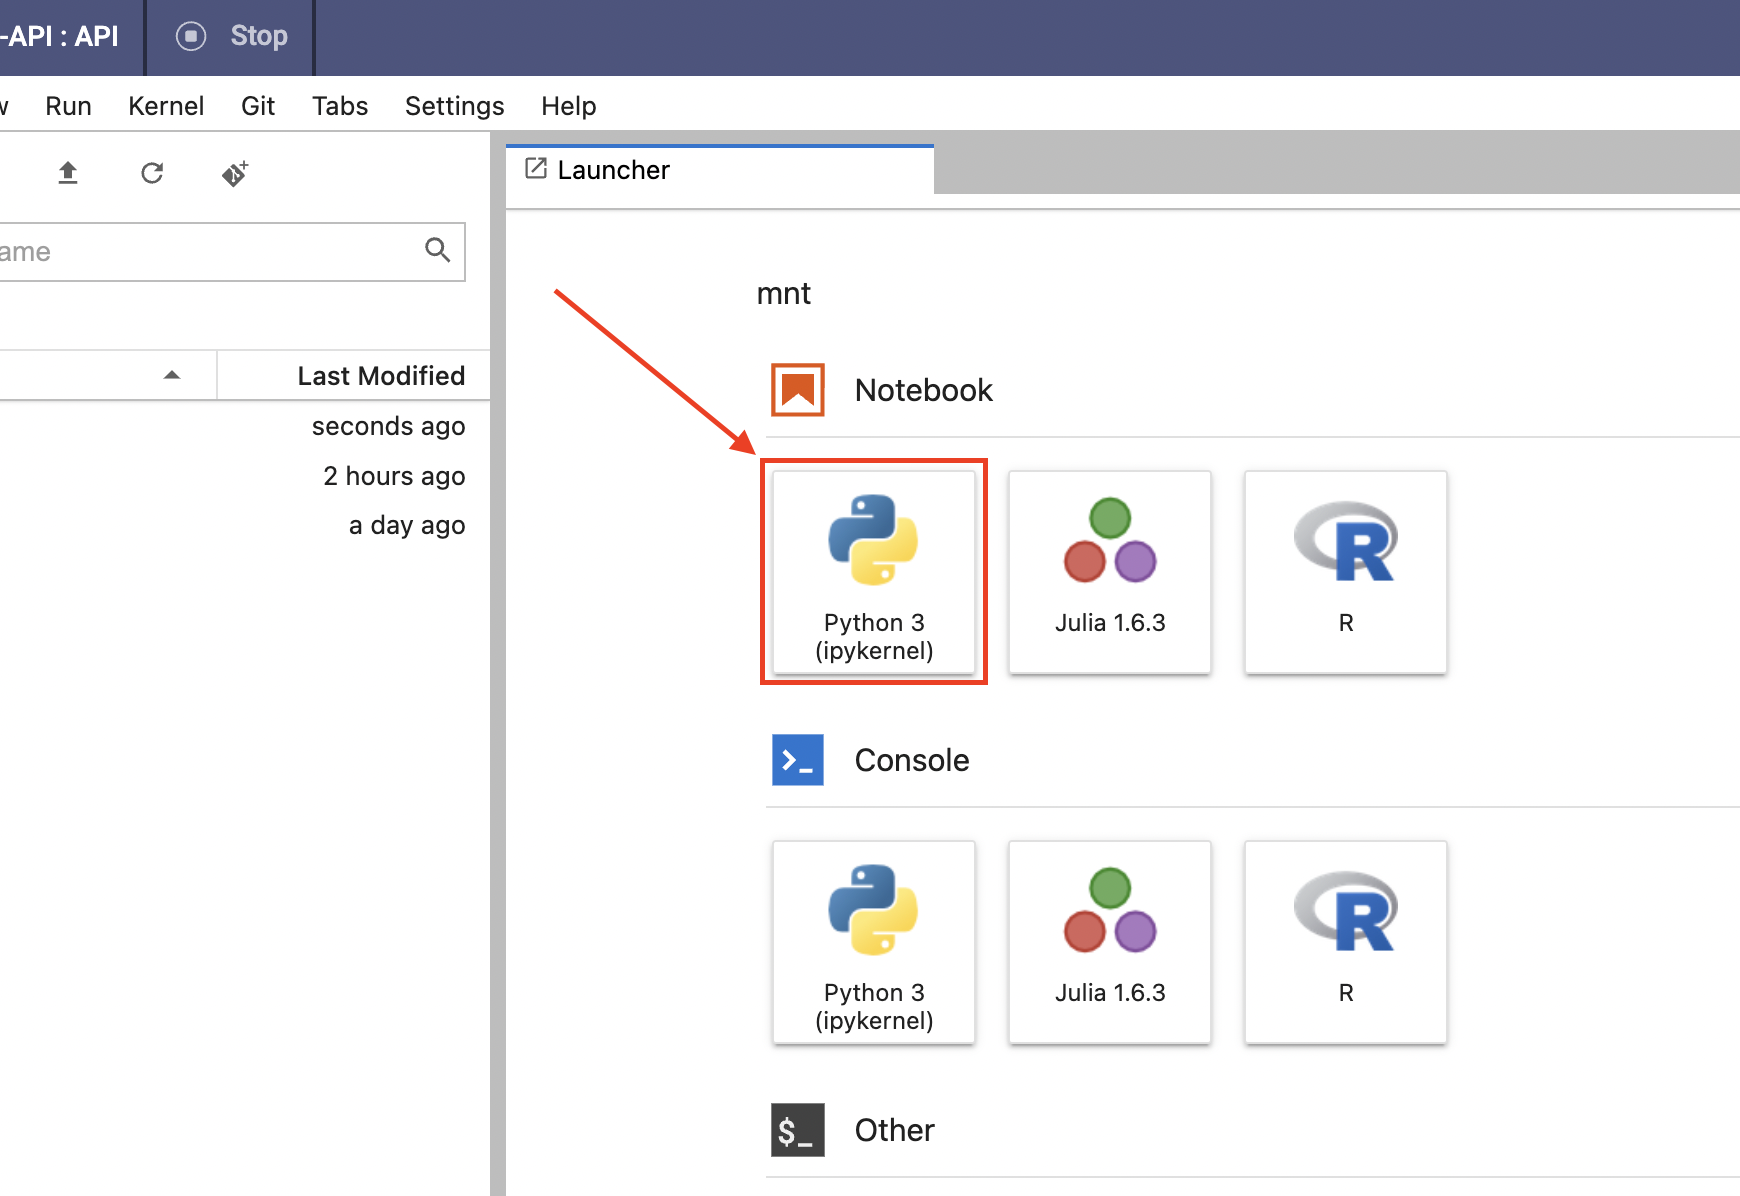 -API : API
Stop
Run Kernel Git Tabs Settings Help
Launcher
ame
mnt
Last Modified
seconds ago
2 hours ago
a day ago
Notebook
Python 3
(ipykernel)
Julia 1.6.3
R
Console
Python 3
(ipykernel)
Julia 1.6.3
R
$_
Other